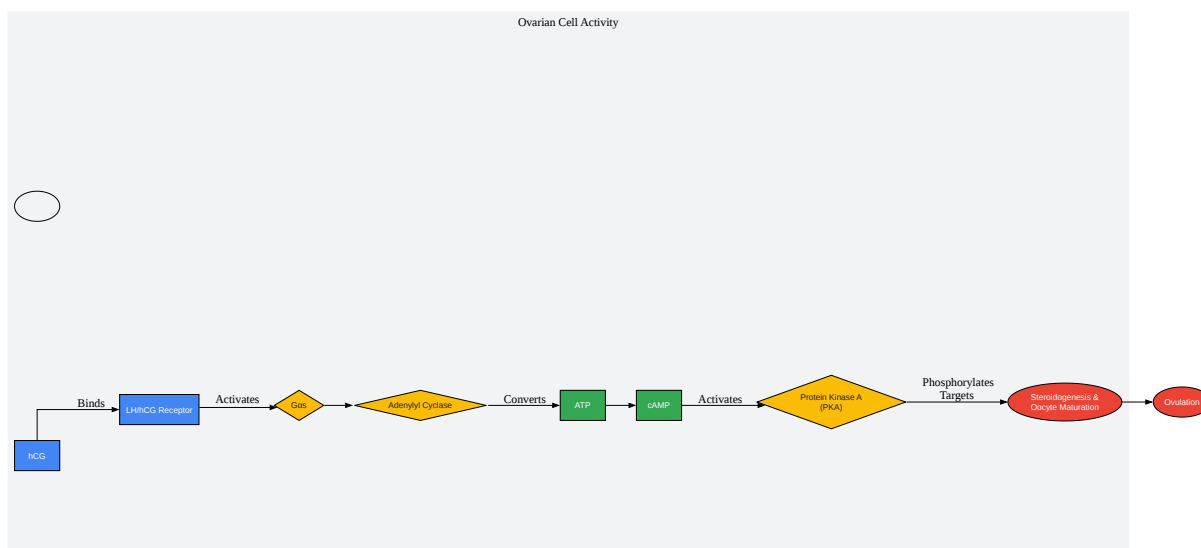 Ovarian Cell Activity
hCG
Binds
LH/hCG Receptor
Activates
Gαs
Adenylyl Cyclase
Converts
ATP
cAMP
Activates
Protein Kinase A
(PKA)
Phosphorylates
Targets
Steroidogenesis &
Oocyte Maturation
Ovulation